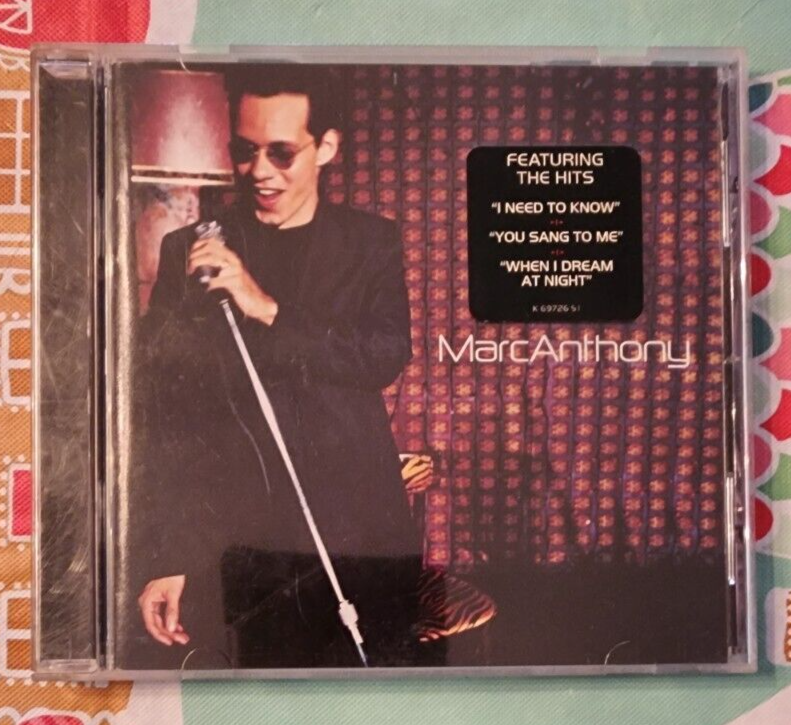 FEATURING
THE HITS
"I NEED TO KNOW"
"YOU SANG TO ME"
"WHEN I DREAM
AT NIGHT"
K 69726 S1
MarcAnthony